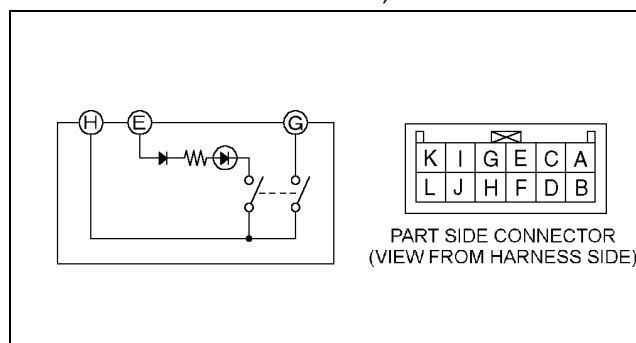 H E G
K I G E C A
L J H F D B
PART SIDE CONNECTOR
(VIEW FROM HARNESS SIDE)